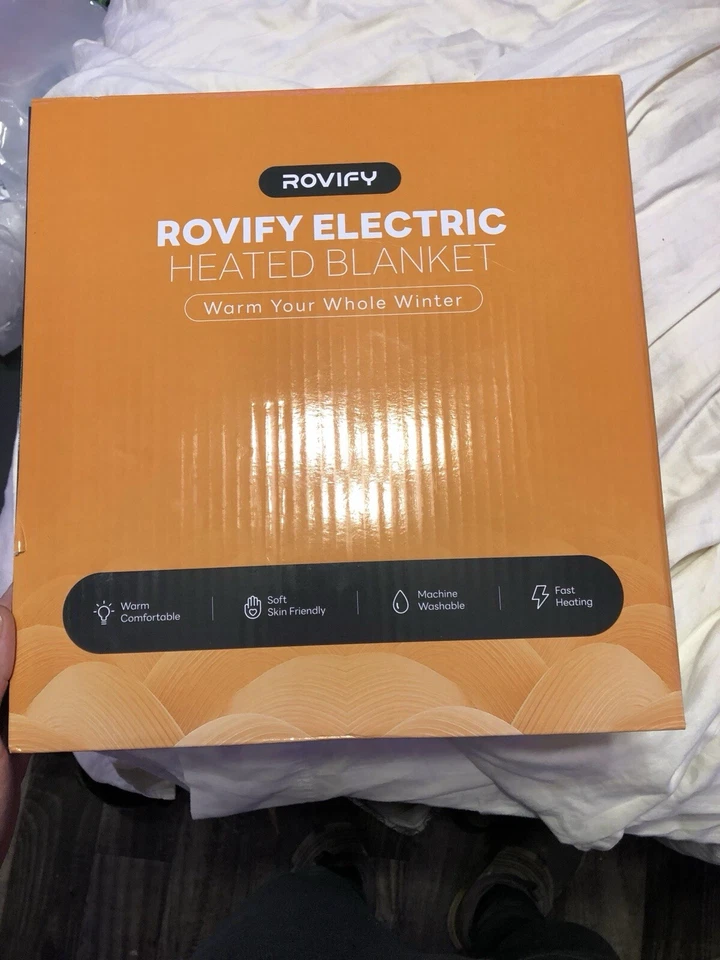 ROVIFY
ROVIFY ELECTRIC
HEATED BLANKET
Warm Your Whole Winter
Warm
Comfortable
Soft
Skin Friendly
Machine
Washable
Fast
Heating